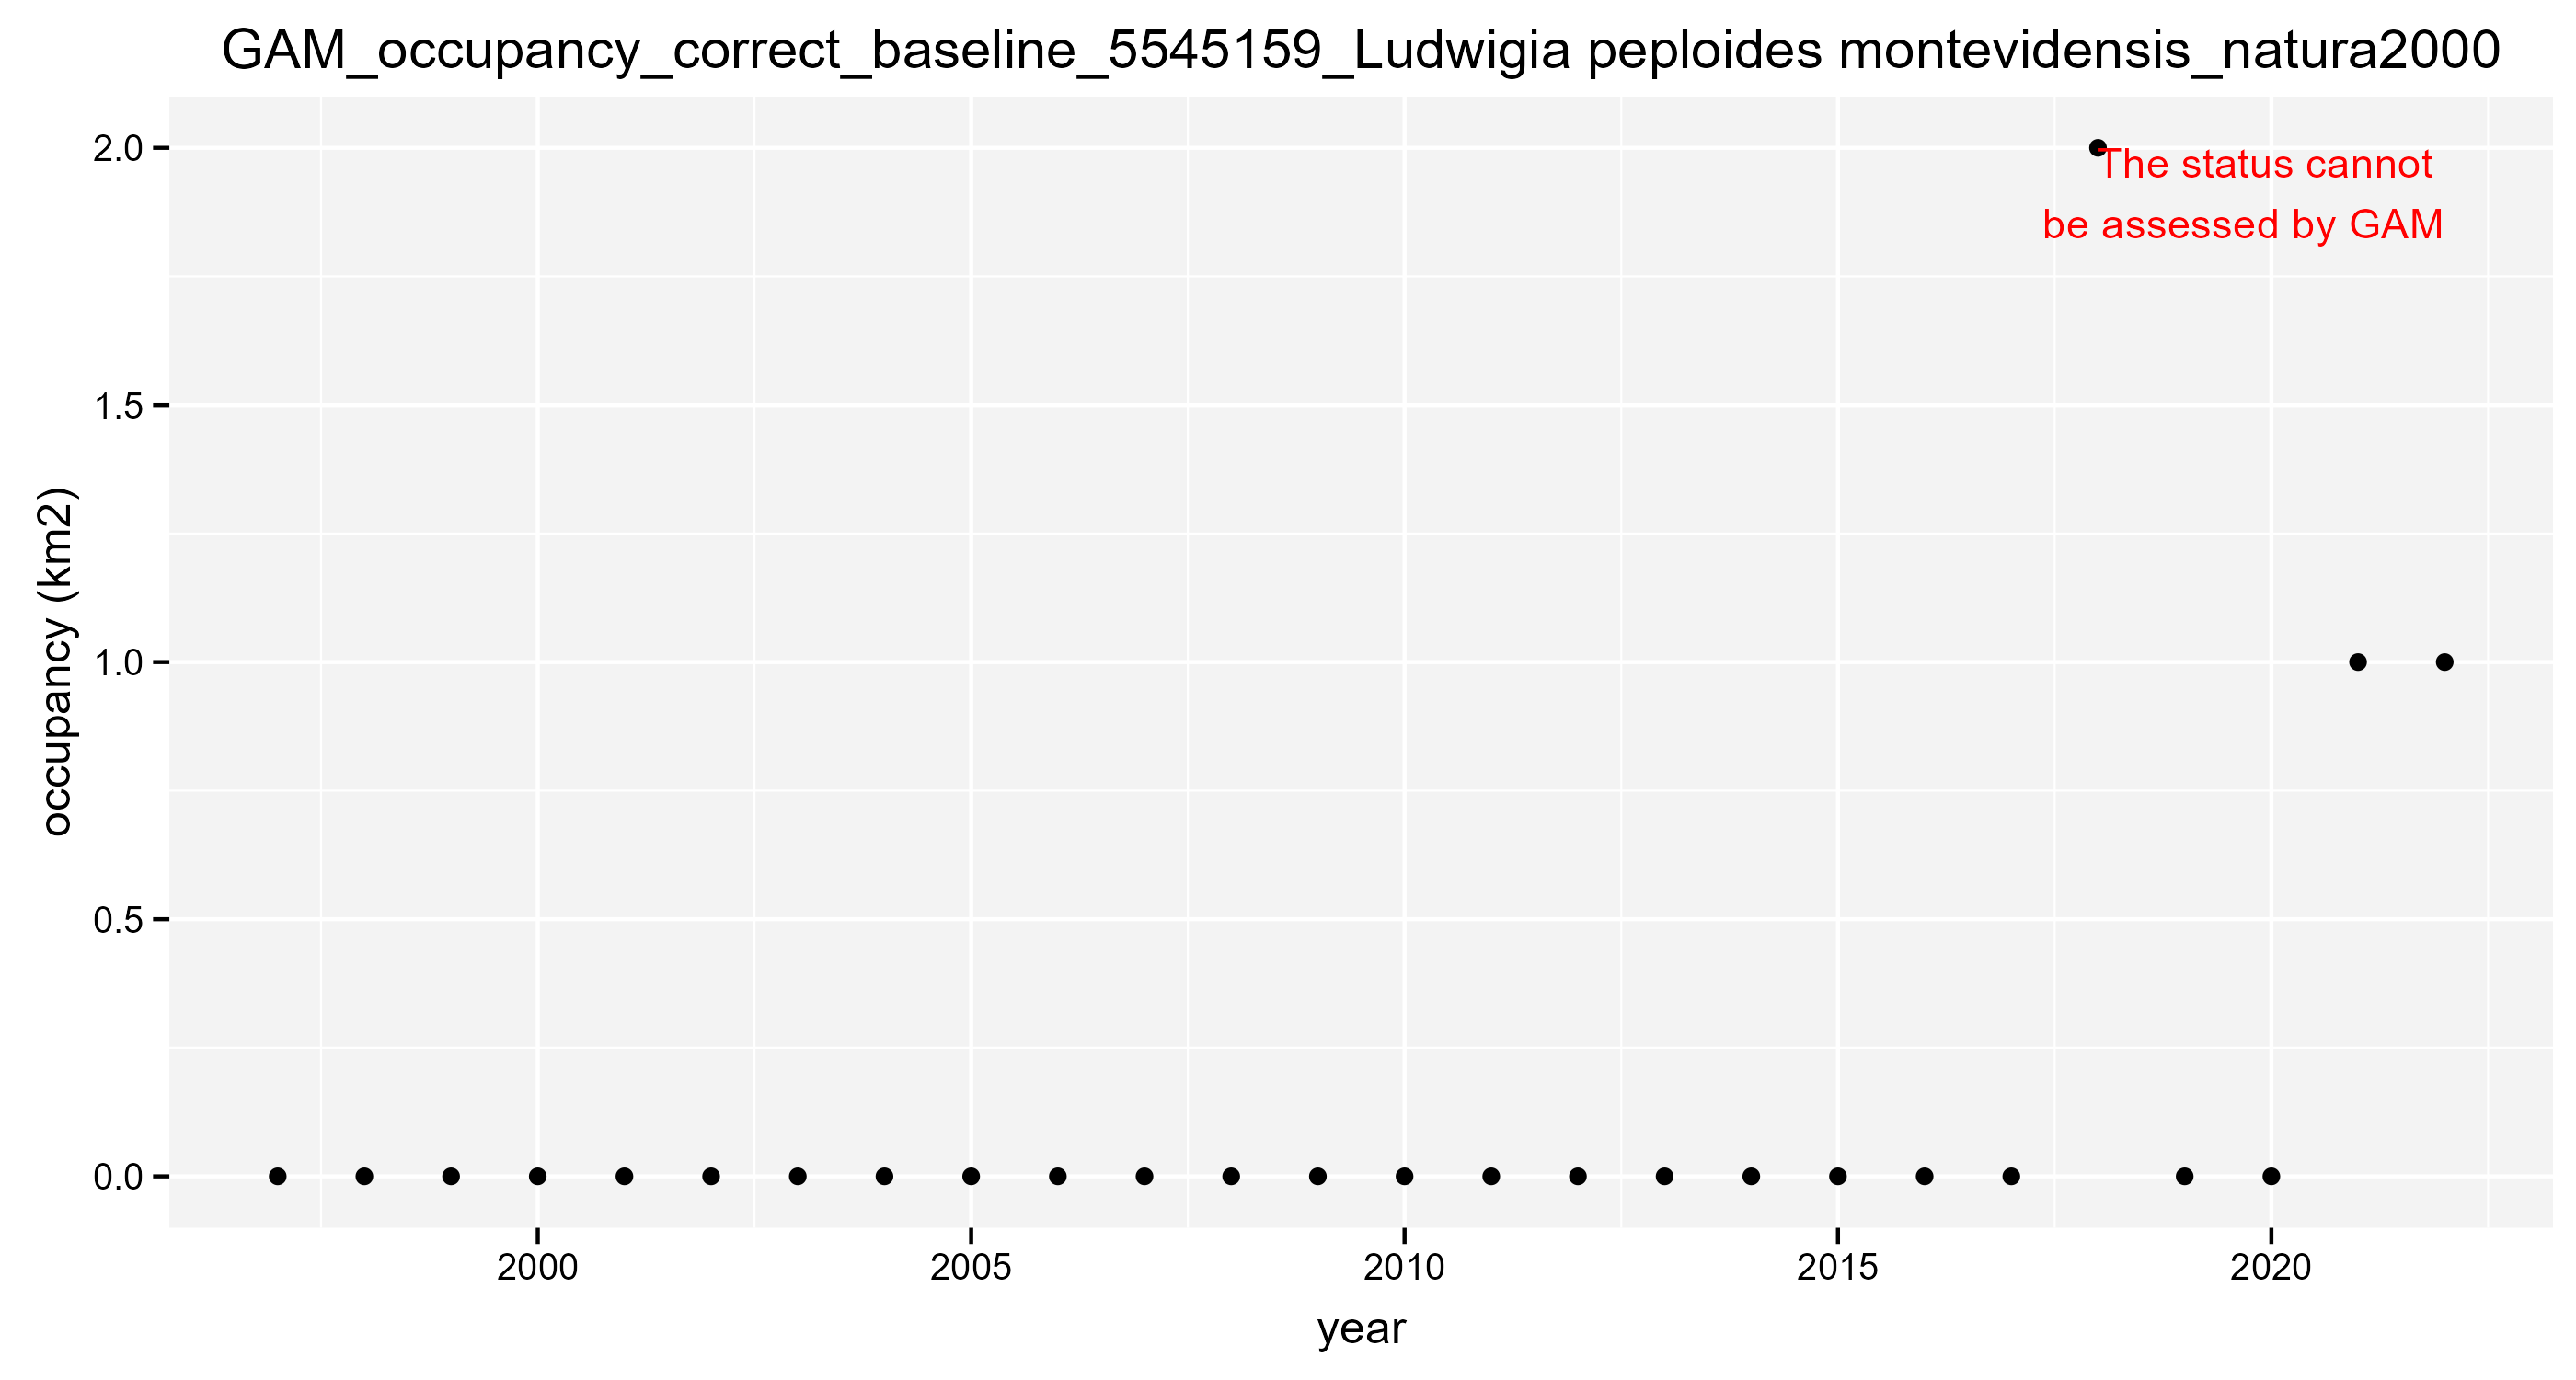 GAM_occupancy_correct_baseline_5545159_Ludwigia peploides montevidensis_natura2000
2.0
The status cannot
be assessed by GAM
1.5
occupancy (km2)
1.0
0.5
0.0
2000 2005 2010 2015 2020
year